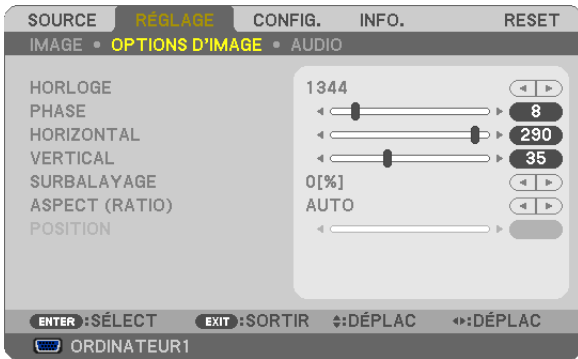 SOURCE RÉGLAGE CONFIG. INFO. RESET
IMAGE • OPTIONS D'IMAGE • AUDIO
HORLOGE 1344
PHASE 8
HORIZONTAL 290
VERTICAL 35
SURBALAYAGE 0[%]
ASPECT (RATIO) AUTO
POSITION
ENTER :SÉLECT EXIT :SORTIR :DÉPLAC :DÉPLAC
ORDINATEUR1